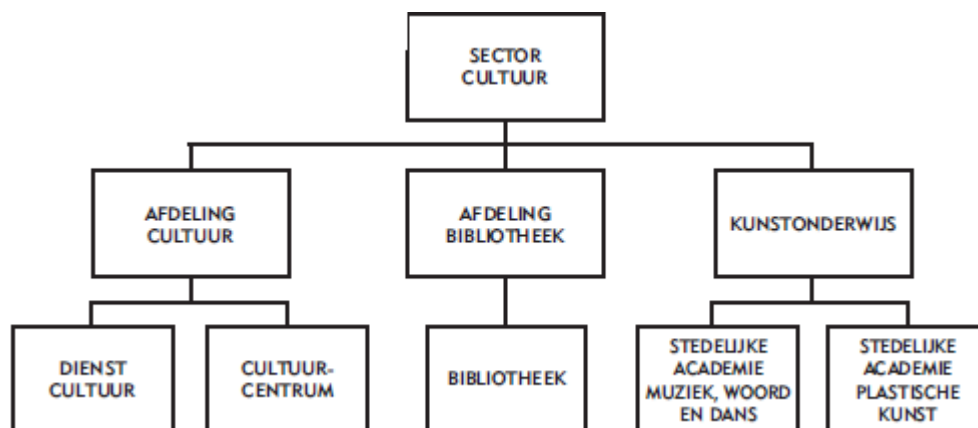 SECTOR
CULTUUR
AFDELING
CULTUUR
AFDELING
BIBLIOTHEEK
KUNSTONDERWIJS
DIENST
CULTUUR
CULTUUR-
CENTRUM
BIBLIOTHEEK
STEDELIJKE
ACADEMIE
MUZIEK, WOORD
EN DANS
STEDELIJKE
ACADEMIE
PLASTISCHE
KUNST